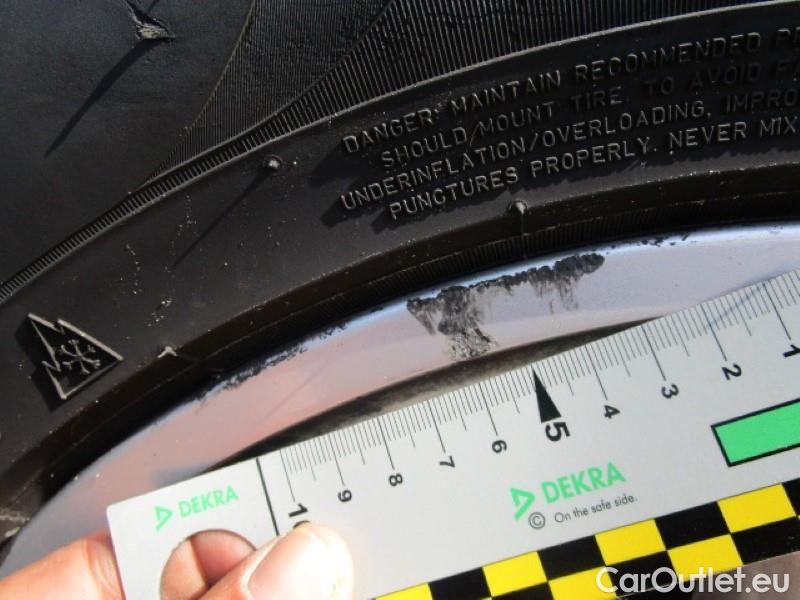 DANGER: MAINTAIN RECOMMENDED
SHOULD/MOUNT TIRE, TO AVOID
UNDERINFLATION/OVERLOADING, IMPRO
PUNCTURES PROPERLY. NEVER MIX
1
2
3
4
5
6
7
8
9
10
DEKRA
DEKRA
© On the safe side.
CarOutlet.eu